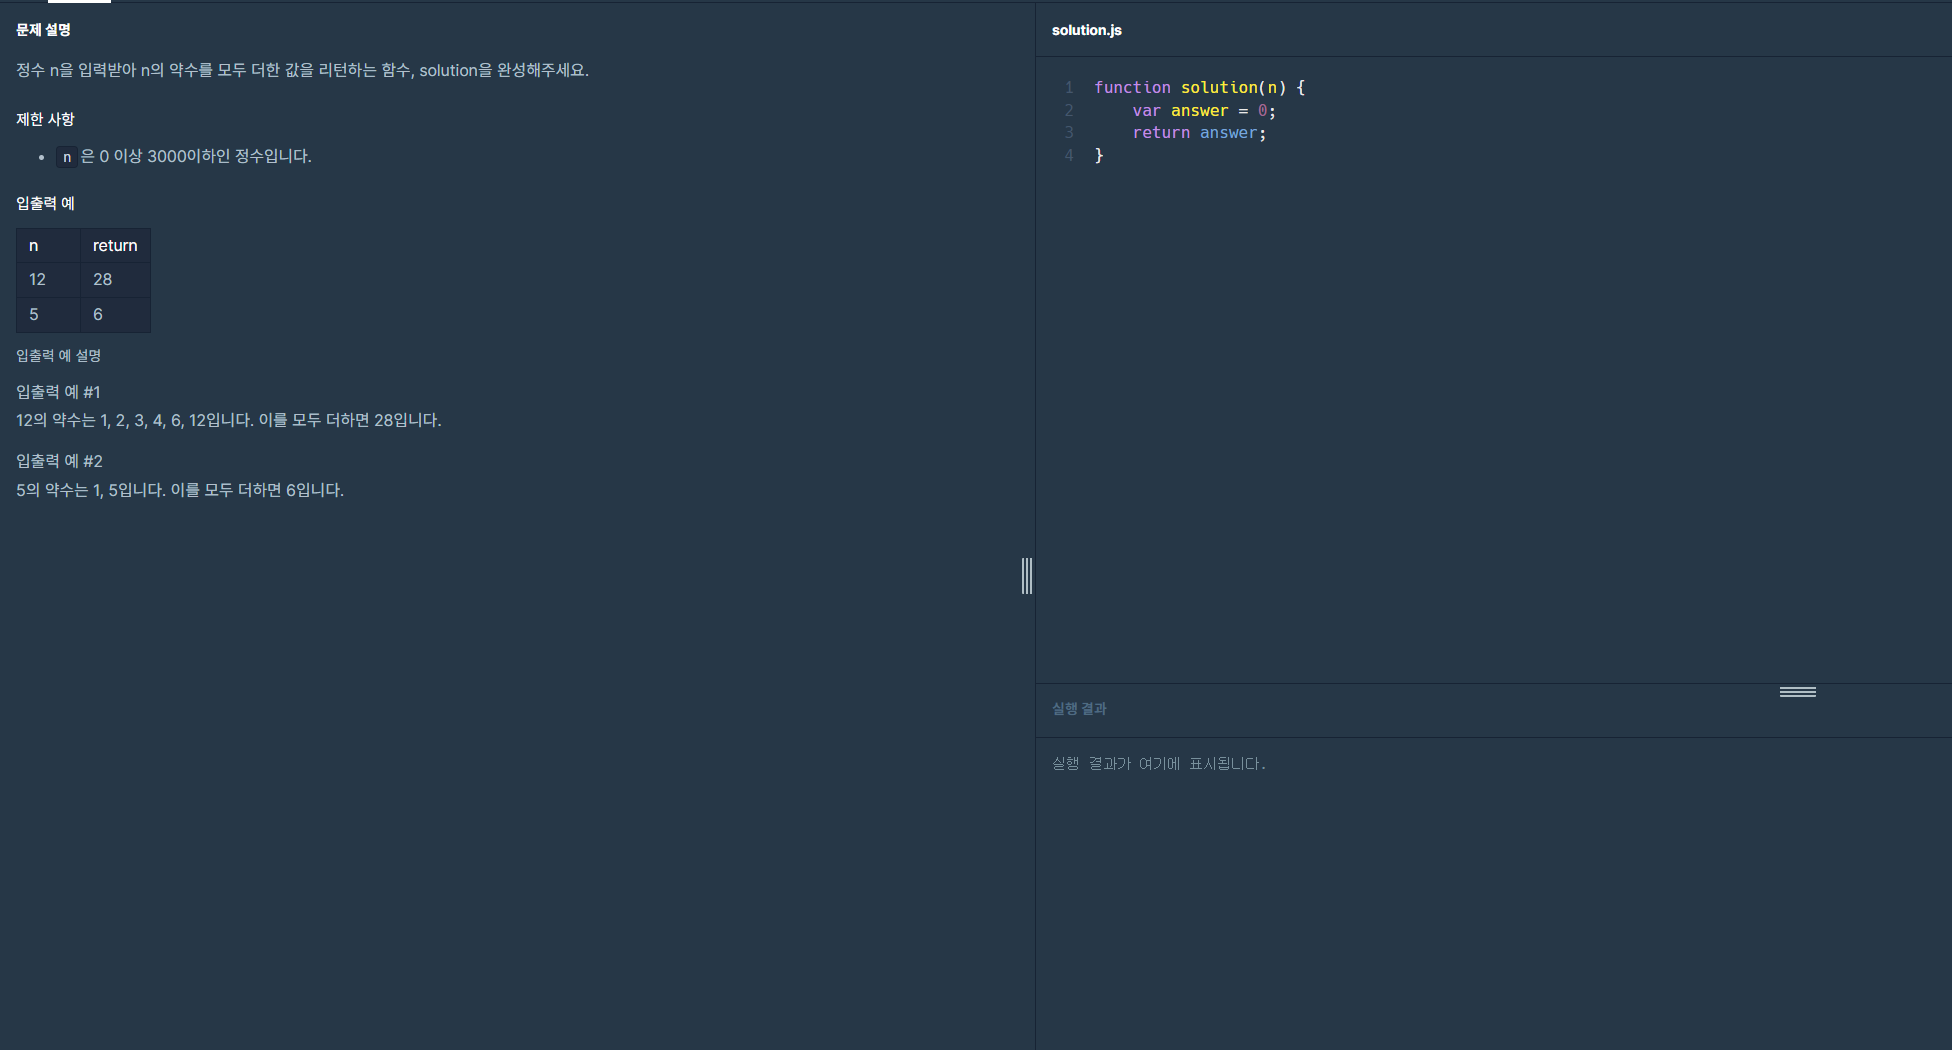 문제 설명
정수 n을 입력받아 n의 약수를 모두 더한 값을 리턴하는 함수, solution을 완성해주세요.
제한 사항
• n 은 0 이상 3000이하인 정수입니다.
입출력 예
n return
12 28
5 6
입출력 예 설명
입출력 예 #1
12의 약수는 1, 2, 3, 4, 6, 12입니다. 이를 모두 더하면 28입니다.
입출력 예 #2
5의 약수는 1, 5입니다. 이를 모두 더하면 6입니다.
solution.js
1 function solution(n) {
2     var answer = 0;
3     return answer;
4 }
실행 결과
실행 결과가 여기에 표시됩니다.